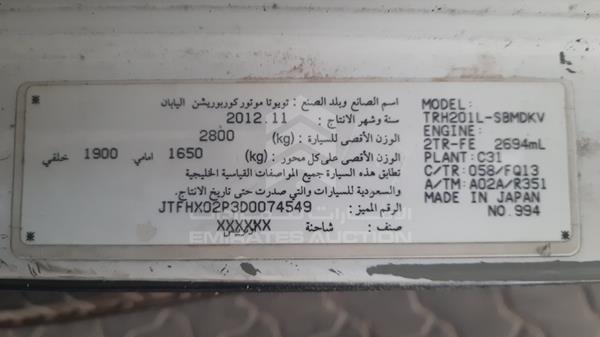 اسم الصانع وبلد الصنع : تويوتا موتور كوربوريشن اليابان
سنة وشهر الانتاج : 2012.11
الوزن الأقصى للسيارة (kg) 2800
الوزن الأقصى على كل محور : (kg) 1650 امامي 1900 خلفي
تطابق هذه السيارة جميع المواصفات القياسية الخليجية
والسعودية للسيارات والتي صدرت حتى تاريخ الانتاج.
الرقم المميز : JTFHX02P3D0074549
صنف : شاحنة XXXXXX
MODEL:
TRH201L-SBMDKV
ENGINE:
2TR-FE 2694mL
PLANT: C31
C/TR: 058/FQ13
A/TM: A02A/R351
MADE IN JAPAN
NO.994
الإمارات للمزادات
EMIRATES AUCTION